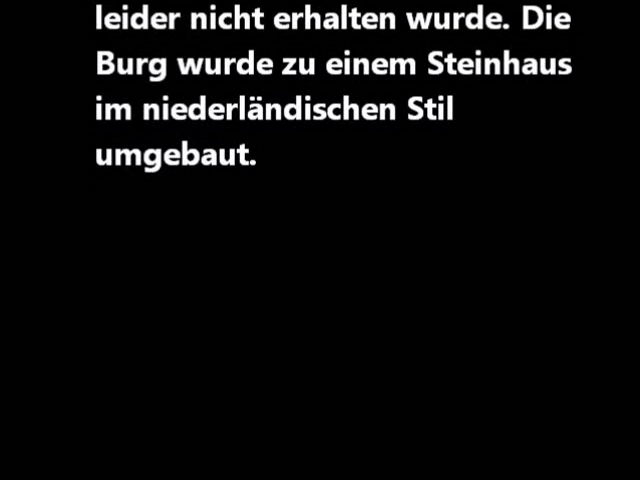 leider nicht erhalten wurde. Die
Burg wurde zu einem Steinhaus
im niederländischen Stil
umgebaut.